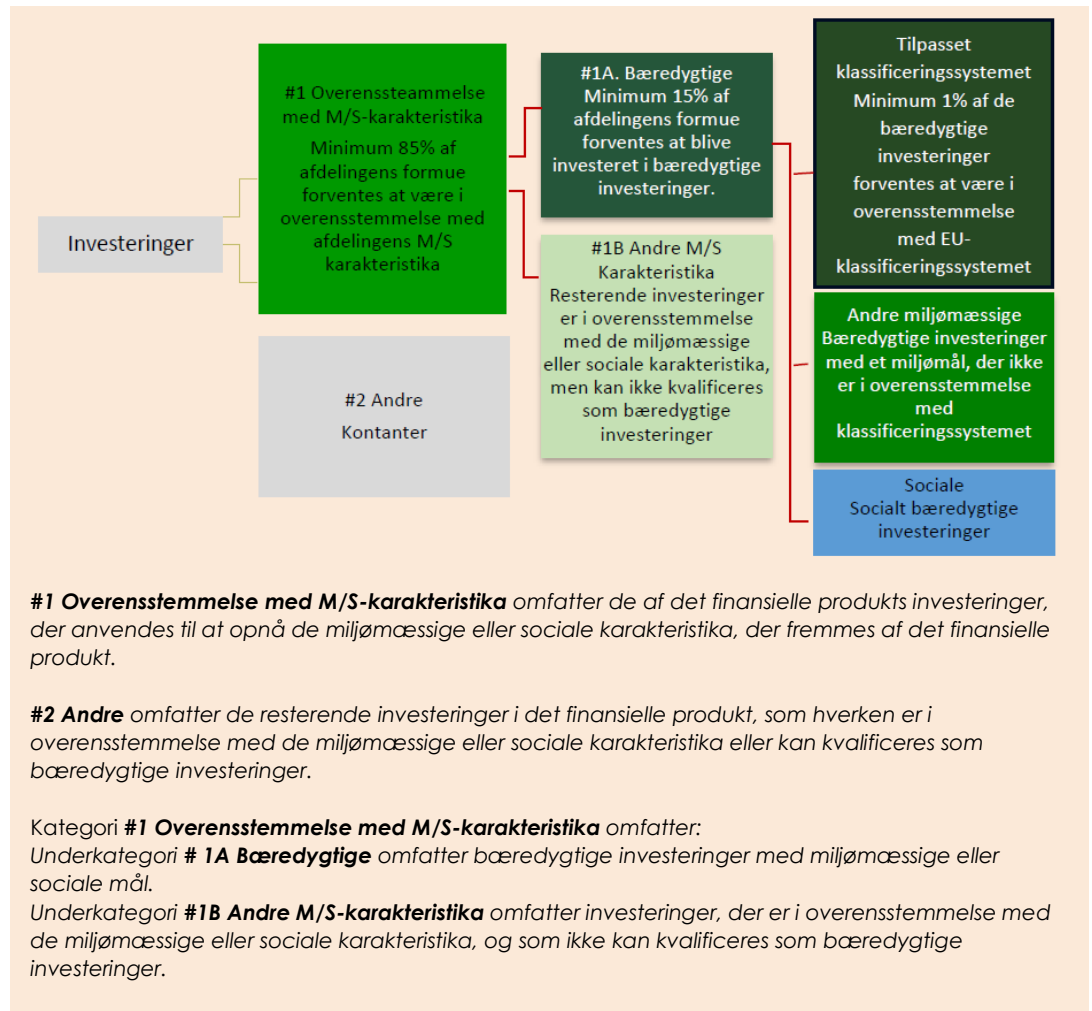 Investeringer
#1 Overenssteammelse
med M/S-karakteristika
Minimum 85% af
afdelingens formue
forventes at være i
overensstemmelse med
afdelingens M/S
karakteristika
#2 Andre
Kontanter
#1A. Bæredygtige
Minimum 15% af
afdelingens formue
forventes at blive
investeret i bæredygtige
investeringer.
#1B Andre M/S
Karakteristika
Resterende investeringer
er i overensstemmelse
med de miljømæssige
eller sociale karakteristika,
men kan ikke kvalificeres
som bæredygtige
investeringer
Tilpasset
klassificeringssystemet
Minimum 1% af de
bæredygtige
investeringer
forventes at være i
overensstemmelse
med EU-
klassificeringssystemet
Andre miljømæssige
Bæredygtige investeringer
med et miljømål, der ikke
er i overensstemmelse
med
klassificeringssystemet
Sociale
Socialt bæredygtige
investeringer
#1 Overensstemmelse med M/S-karakteristika omfatter de af det finansielle produkts investeringer,
der anvendes til at opnå de miljømæssige eller sociale karakteristika, der fremmes af det finansielle
produkt.
#2 Andre omfatter de resterende investeringer i det finansielle produkt, som hverken er i
overensstemmelse med de miljømæssige eller sociale karakteristika eller kan kvalificeres som
bæredygtige investeringer.
Kategori #1 Overensstemmelse med M/S-karakteristika omfatter:
Underkategori # 1A Bæredygtige omfatter bæredygtige investeringer med miljømæssige eller
sociale mål.
Underkategori #1B Andre M/S-karakteristika omfatter investeringer, der er i overensstemmelse med
de miljømæssige eller sociale karakteristika, og som ikke kan kvalificeres som bæredygtige
investeringer.